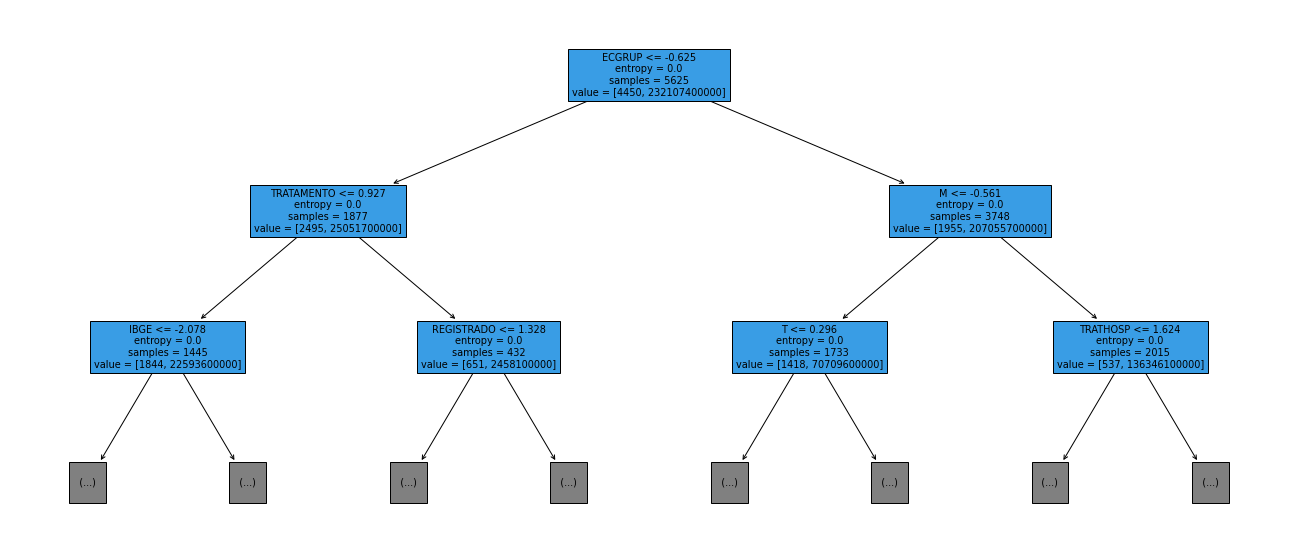 ECGRUP <= -0.625
entropy = 0.0
samples = 5625
value = [4450, 232107400000]
TRATAMENTO <= 0.927
entropy = 0.0
samples = 1877
value = [2495, 25051700000]
M <= -0.561
entropy = 0.0
samples = 3748
value = [1955, 207055700000]
IBGE <= -2.078
entropy = 0.0
samples = 1445
value = [1844, 22593600000]
REGISTRADO <= 1.328
entropy = 0.0
samples = 432
value = [651, 2458100000]
T <= 0.296
entropy = 0.0
samples = 1733
value = [1418, 70709600000]
TRATHOSP <= 1.624
entropy = 0.0
samples = 2015
value = [537, 136346100000]
(...)
(...)
(...)
(...)
(...)
(...)
(...)
(...)